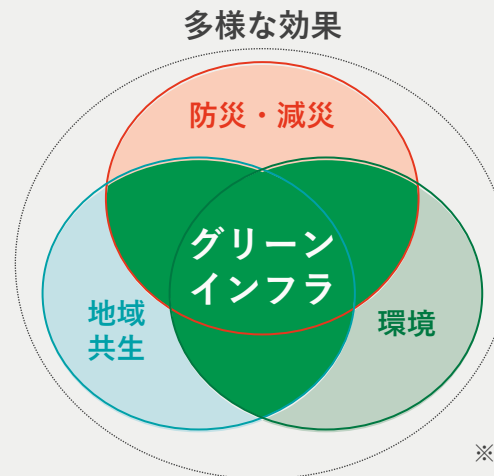 多様な効果
防災・減災
グリーン
インフラ
地域
共生
環境
※